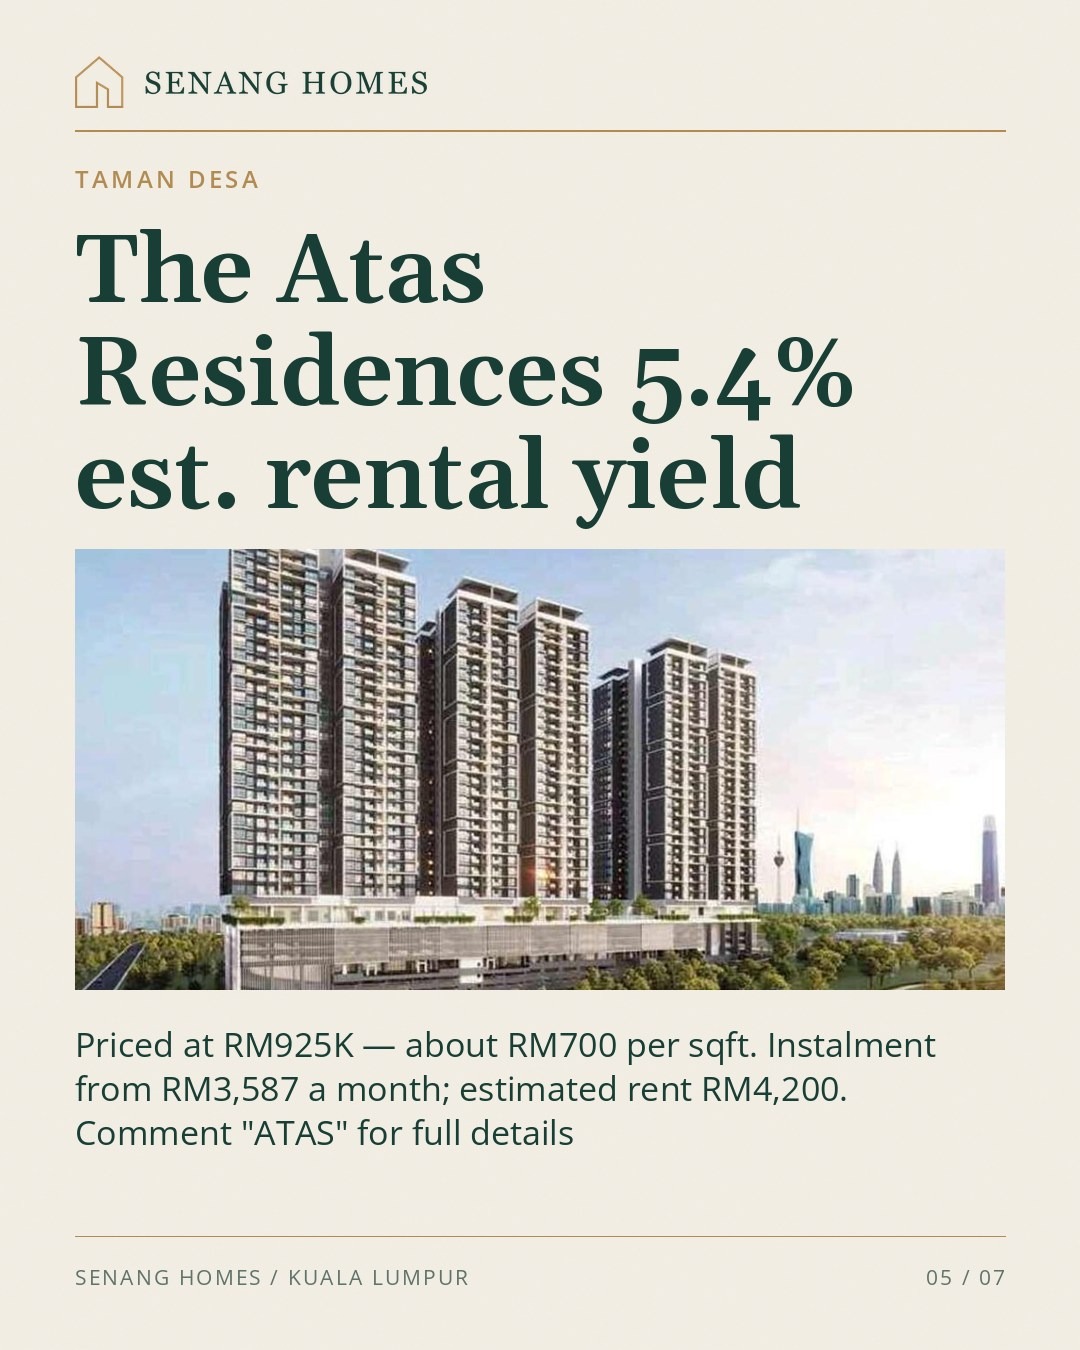 SENANG HOMES
TAMAN DESA
The Atas
Residences 5.4%
est. rental yield
Priced at RM925K — about RM700 per sqft. Instalment
from RM3,587 a month; estimated rent RM4,200.
Comment "ATAS" for full details
SENANG HOMES / KUALA LUMPUR
05 / 07